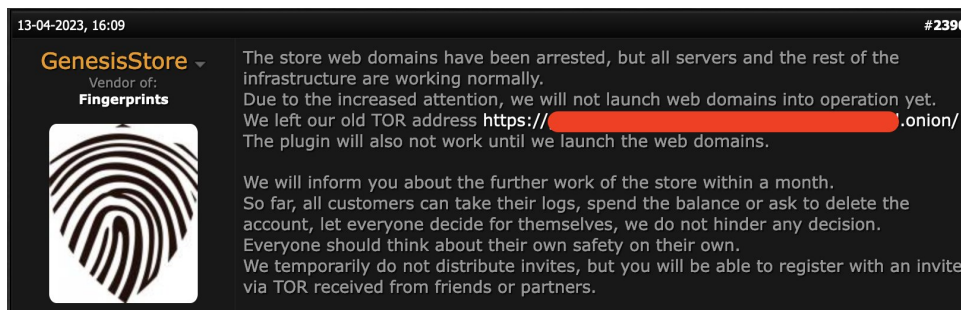 13-04-2023, 16:09
GenesisStore
Vendor of:
Fingerprints
The store web domains have been arrested, but all servers and the rest of the
infrastructure are working normally.
Due to the increased attention, we will not launch web domains into operation yet.
We left our old TOR address https:// .onion/
The plugin will also not work until we launch the web domains.
We will inform you about the further work of the store within a month.
So far, all customers can take their logs, spend the balance or ask to delete the
account, let everyone decide for themselves, we do not hinder any decision.
Everyone should think about their own safety on their own.
We temporarily do not distribute invites, but you will be able to register with an invite
via TOR received from friends or partners.